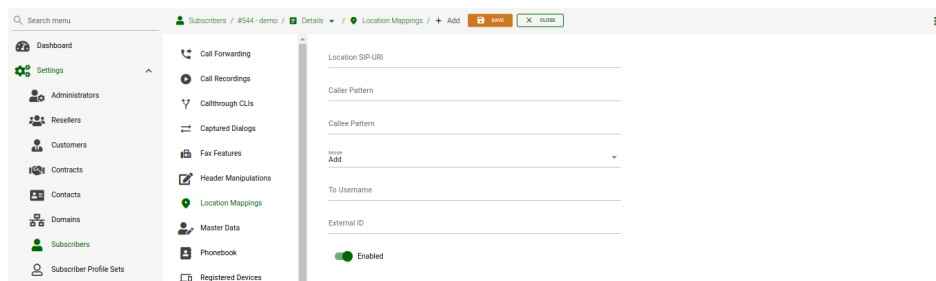 Search menu
Subscribers / #544 - demo / Details / Location Mappings / + Add SAVE X CLOSE
Dashboard
Settings
Administrators
Resellers
Customers
Contracts
Contacts
Domains
Subscribers
Subscriber Profile Sets
Call Forwarding
Call Recordings
Callthrough CLIs
Captured Dialogs
Fax Features
Header Manipulations
Location Mappings
Master Data
Phonebook
Registered Devices
Location SIP-URI
Caller Pattern
Callee Pattern
Mode
Add
To Username
External ID
Enabled